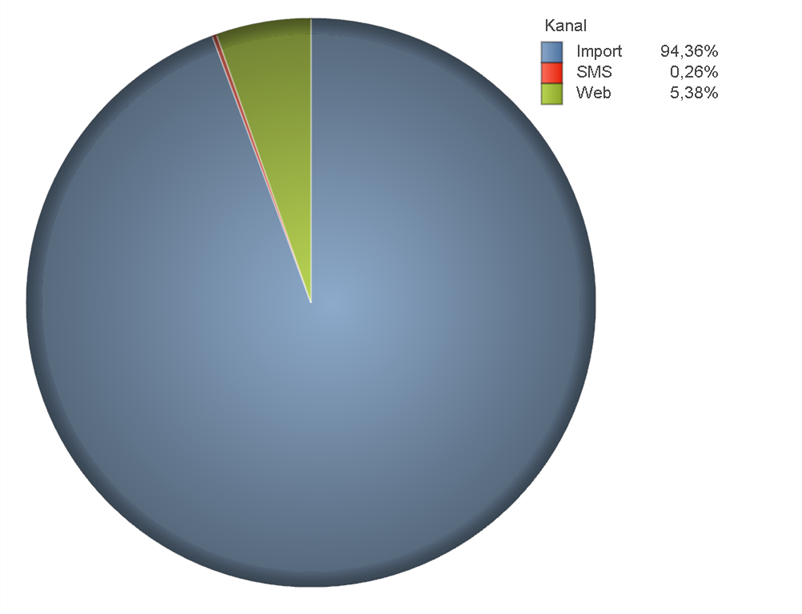 Kanal
Import 94,36%
SMS 0,26%
Web 5,38%